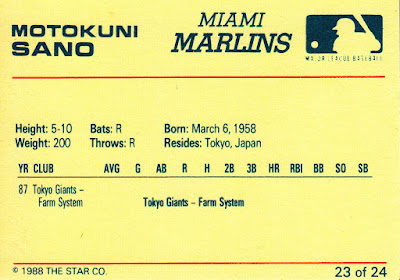 MOTOKUNI
SANO
MIAMI
MARLINS
MAJOR LEAGUE BASEBALL
Height: 5-10 Bats: R Born: March 6, 1958
Weight: 200 Throws: R Resides: Tokyo, Japan
YR CLUB AVG G AB R H 2B 3B HR RBI BB SO SB
87 Tokyo Giants –
Farm System Tokyo Giants – Farm System
© 1988 THE STAR CO. 23 of 24